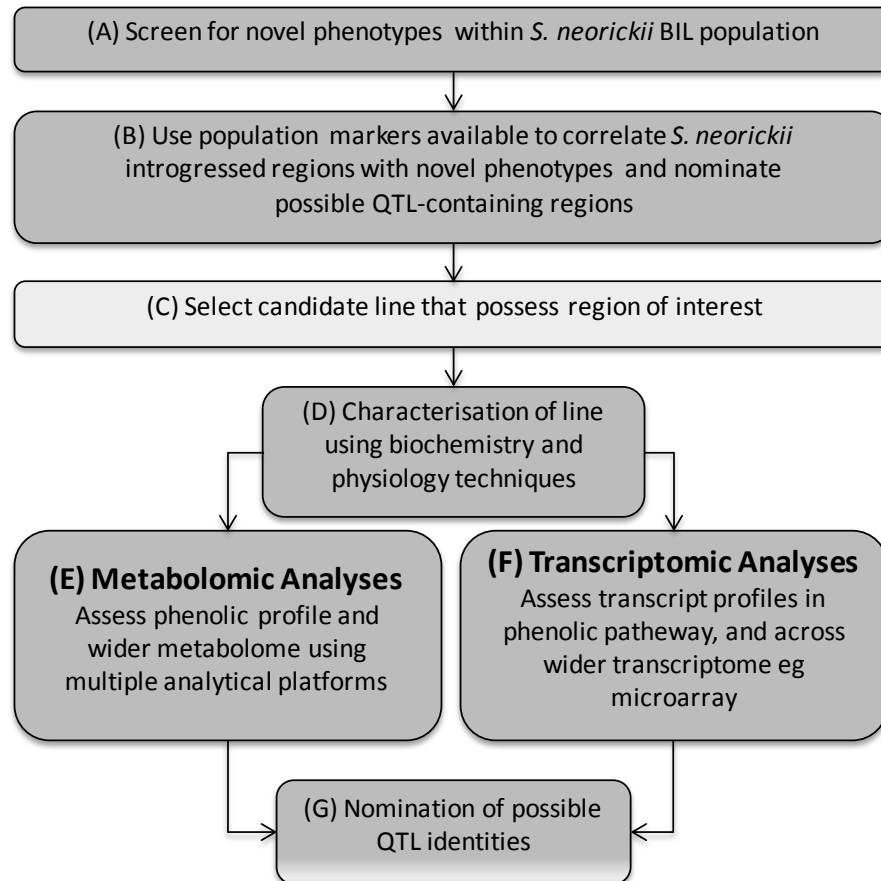 (A) Screen for novel phenotypes within S. neorickii BIL population
(B) Use population markers available to correlate S. neorickii
introgressed regions with novel phenotypes and nominate
possible QTL-containing regions
(C) Select candidate line that possess region of interest
(D) Characterisation of line
using biochemistry and
physiology techniques
(E) Metabolomic Analyses
Assess phenolic profile and
wider metabolome using
multiple analytical platforms
(F) Transcriptomic Analyses
Assess transcript profiles in
phenolic patheway, and across
wider transcriptome eg
microarray
(G) Nomination of possible
QTL identities